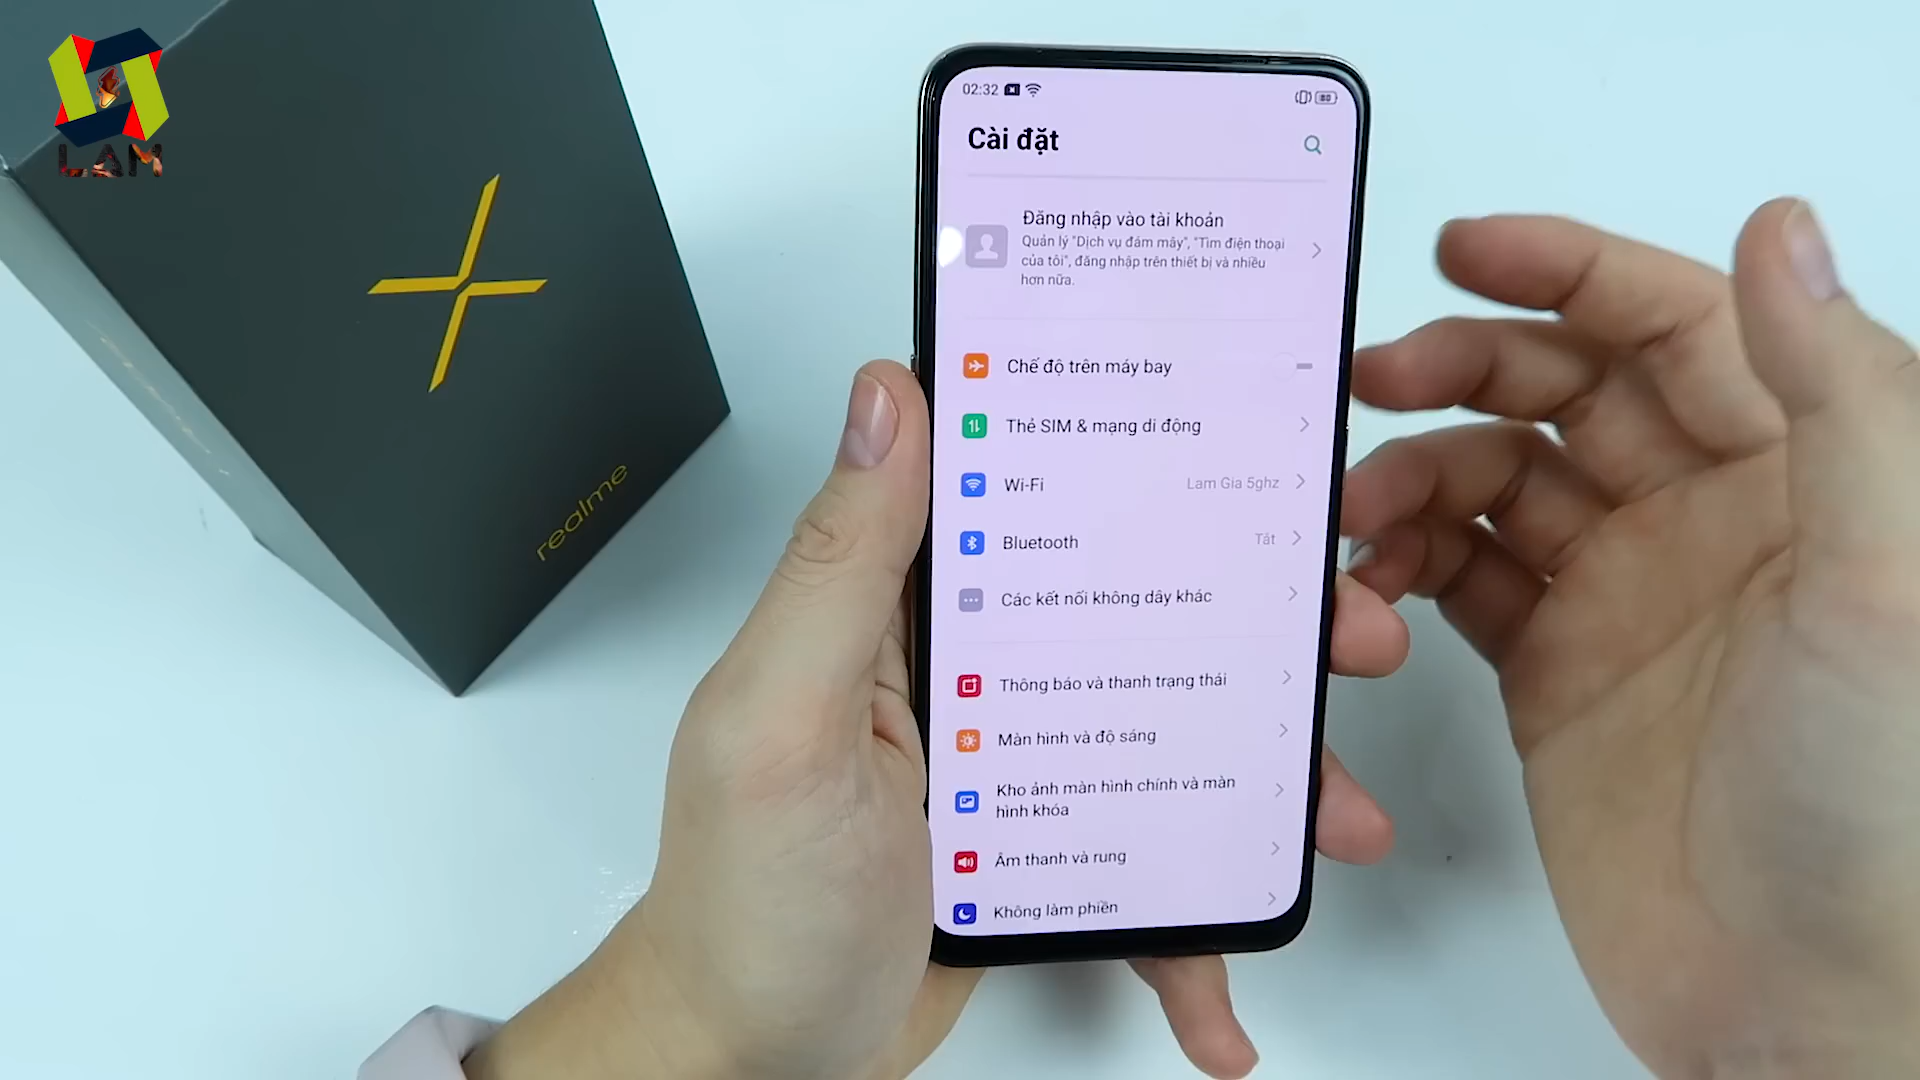 LAM
realme
02:32
80
Cài đặt
Đăng nhập vào tài khoản
Quản lý "Dịch vụ đám mây", "Tìm điện thoại
của tôi", đăng nhập trên thiết bị và nhiều
hơn nữa.
Chế độ trên máy bay
Thẻ SIM & mạng di động
Wi-Fi
Lam Gia 5ghz
Bluetooth
Tắt
Các kết nối không dây khác
Thông báo và thanh trạng thái
Màn hình và độ sáng
Kho ảnh màn hình chính và màn
hình khóa
Âm thanh và rung
Không làm phiền